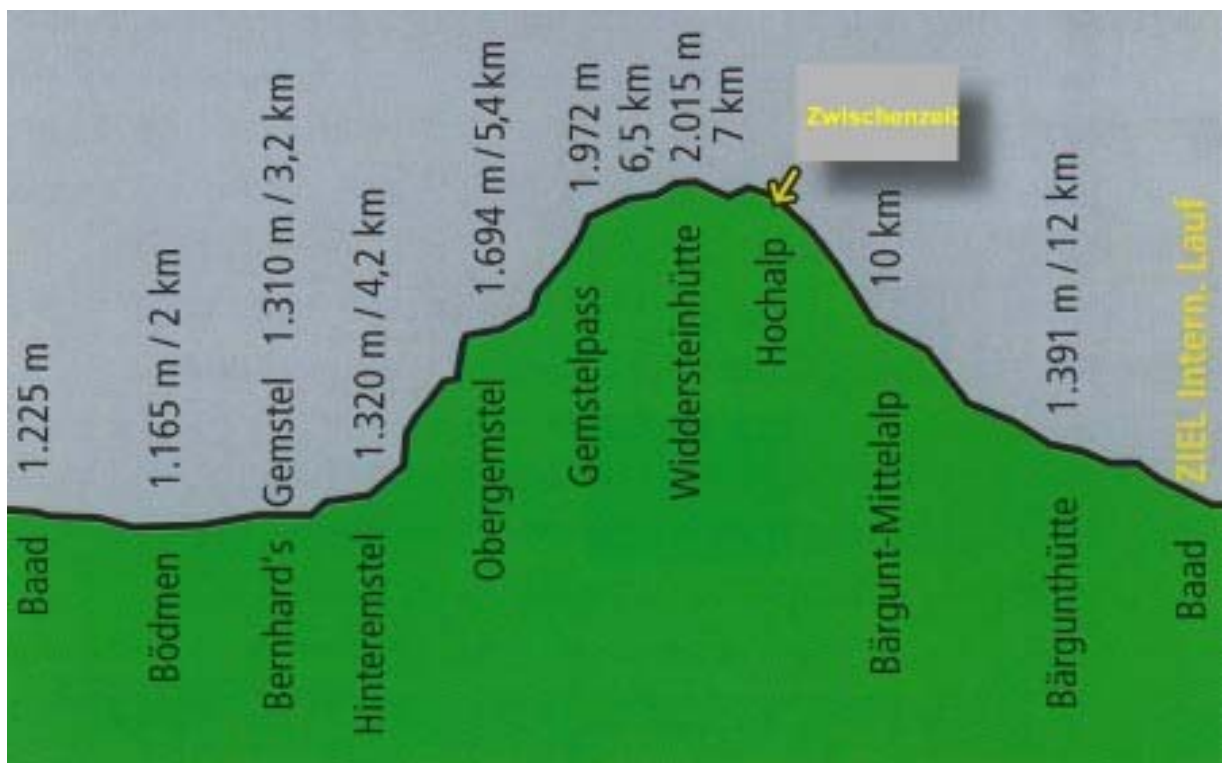 Baad
1.225 m
Bödmen
1.165 m / 2 km
Bernhard's Gemstel 1.310 m / 3,2 km
Hinteremstel
1.320 m / 4,2 km
Obergemstel
1.694 m / 5,4 km
Gemstelpass
1.972 m
6,5 km
Widdersteinhütte
2.015 m
7 km
Hochalp
Zwischenzeit
Bärgunt-Mittelalp
10 km
Bärgunthütte
1.391 m / 12 km
Baad
ZIEL Intern. Lauf